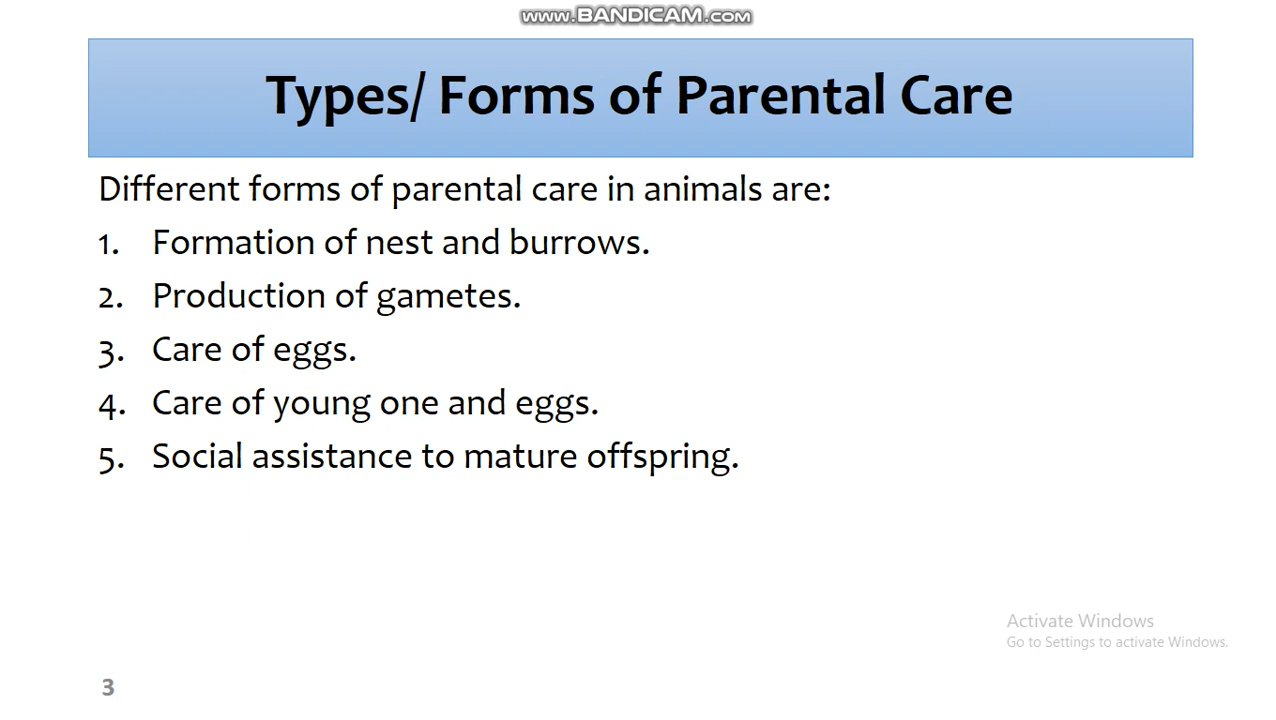 www.BANDICAM.com
Types/ Forms of Parental Care
Different forms of parental care in animals are:
1. Formation of nest and burrows.
2. Production of gametes.
3. Care of eggs.
4. Care of young one and eggs.
5. Social assistance to mature offspring.
Activate Windows
Go to Settings to activate Windows.
3